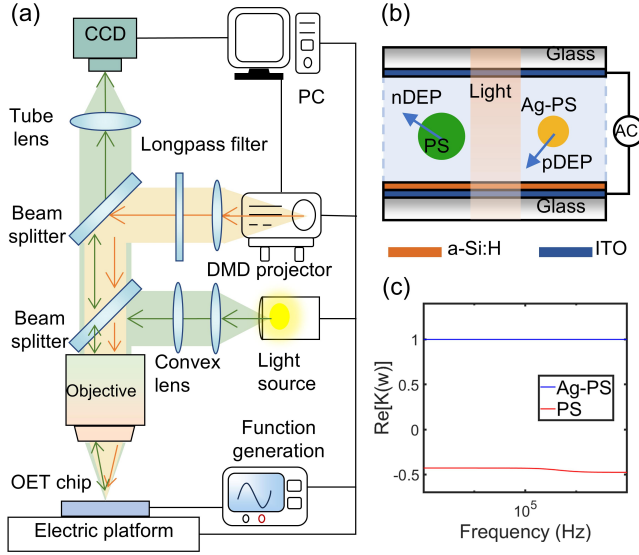 (a)
CCD
PC
Tube
lens
Longpass filter
Beam
splitter
DMD projector
Beam
splitter
Convex
lens
Light
source
Objective
Function
generation
OET chip
Electric platform
(b)
Glass
Light
nDEP
PS
Ag-PS
pDEP
AC
Glass
a-Si:H
ITO
(c)
Re[K(w)]
1
0.5
0
-0.5
Ag-PS
PS
10⁵
Frequency (Hz)